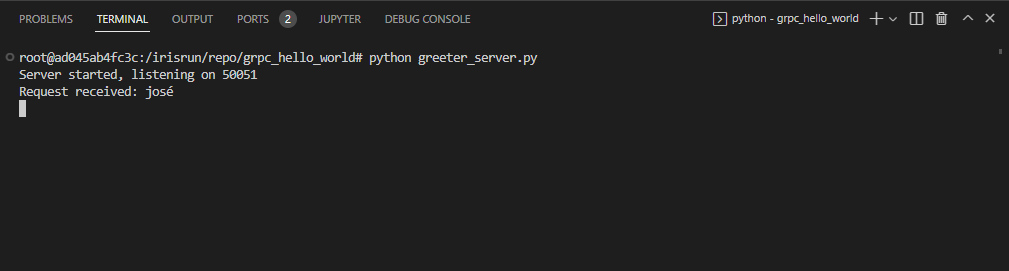 PROBLEMS TERMINAL OUTPUT PORTS 2 JUPYTER DEBUG CONSOLE python - grpc_hello_world
root@ad045ab4fc3c:/irisrun/repo/grpc_hello_world# python greeter_server.py
Server started, listening on 50051
Request received: josé